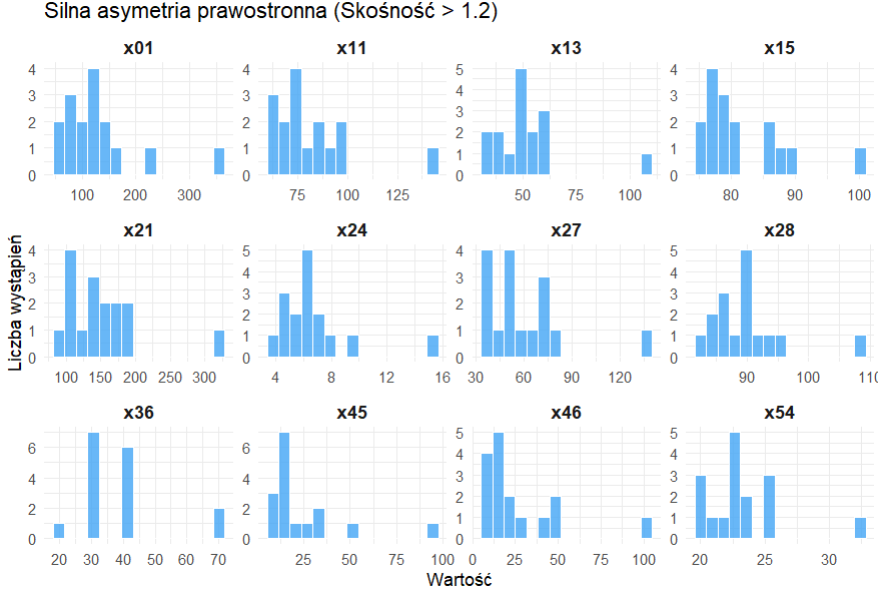 Silna asymetria prawostronna (Skośność > 1.2)
x01 x11 x13 x15
4 4 5 4
3 3 4 3
2 2 3 2
1 1 2 1
0 0 1 0
0
100 200 300 75 100 125 50 75 100 80 90 100
x21 x24 x27 x28
4 5 4 5
3 4 3 4
2 3 2 3
1 2 1 2
0 1 0 1
0 0
100 150 200 250 300 4 8 12 16 30 60 90 120 90 100 110
x36 x45 x46 x54
6 6 5 5
4 4 4 4
2 2 3 3
0 0 2 2
1 1
0 0
20 30 40 50 60 70 25 50 75 100 0 25 50 75 100 20 25 30
Liczba wystąpień
Wartość